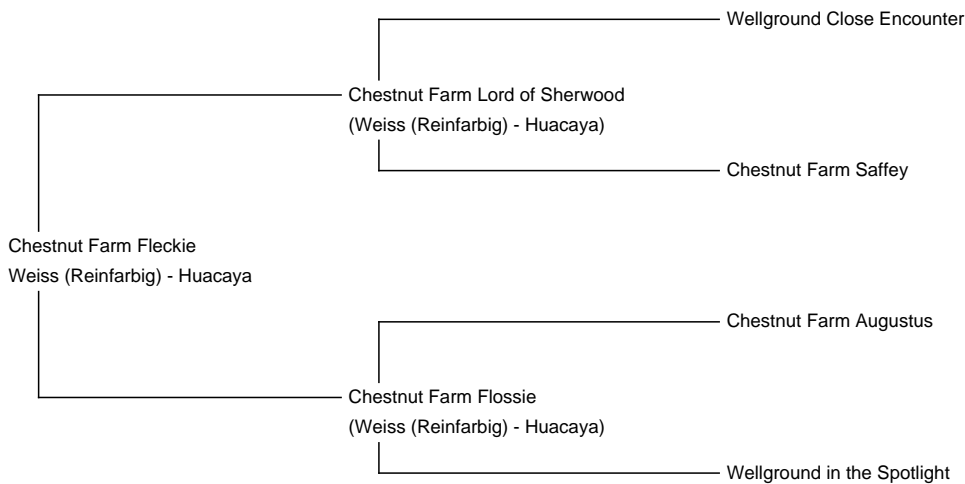 Wellground Close Encounter
Chestnut Farm Lord of Sherwood
(Weiss (Reinfarbig) - Huacaya)
Chestnut Farm Saffey
Chestnut Farm Fleckie
Weiss (Reinfarbig) - Huacaya
Chestnut Farm Augustus
Chestnut Farm Flossie
(Weiss (Reinfarbig) - Huacaya)
Wellground in the Spotlight